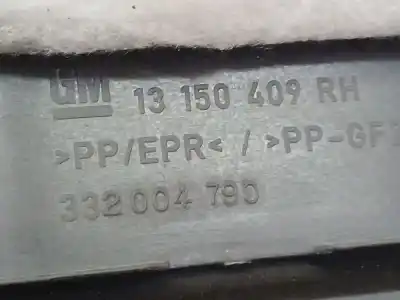 GM 13 150 409 RH
>PP/EPR< / >PP-GF
332 004 790